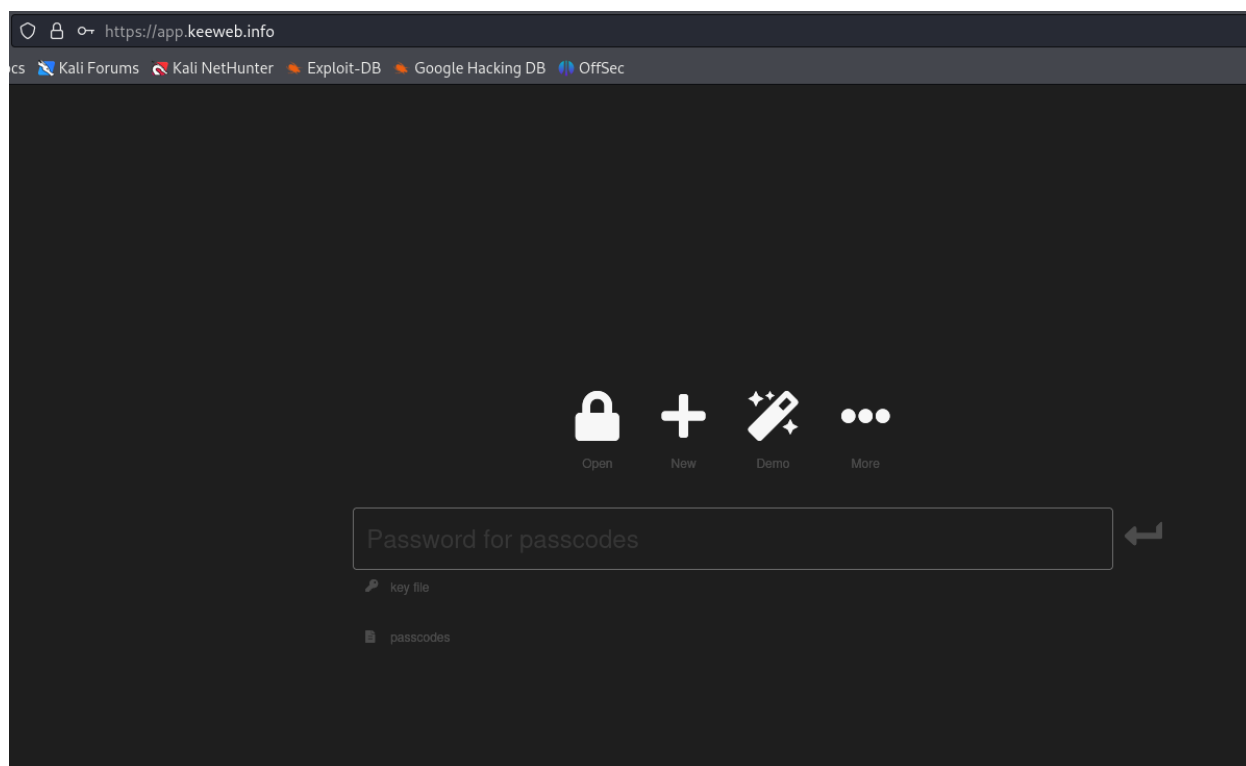 https://app.keeweb.info
cs Kali Forums Kali NetHunter Exploit-DB Google Hacking DB OffSec
Open New Demo More
Password for passcodes
key file
passcodes